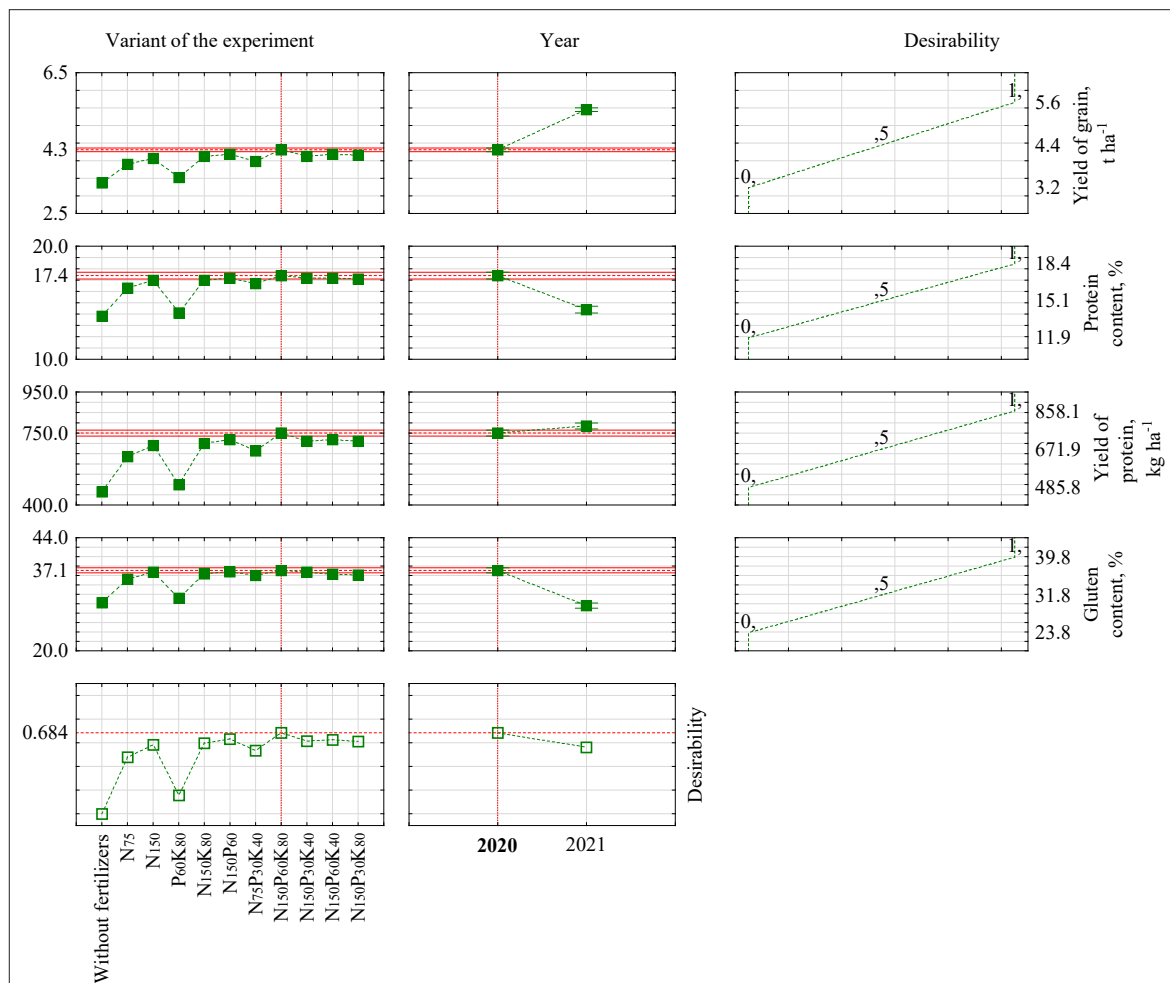 Variant of the experiment
Year
Desirability
6.5
4.3
2.5
1,
,5
0,
5.6
4.4
3.2
Yield of grain,
t ha-1
20.0
17.4
10.0
1,
,5
0,
18.4
15.1
11.9
Protein
content, %
950.0
750.0
400.0
1,
,5
0,
858.1
671.9
485.8
Yield of
protein,
kg ha-1
44.0
37.1
20.0
1,
,5
0,
39.8
31.8
23.8
Gluten
content, %
0.684
Desirability
Without fertilizers
N75
N150
P60K80
N150K80
N150P60
N75P30K40
N150P60K80
N150P30K40
N150P60K40
N150P30K80
2020
2021